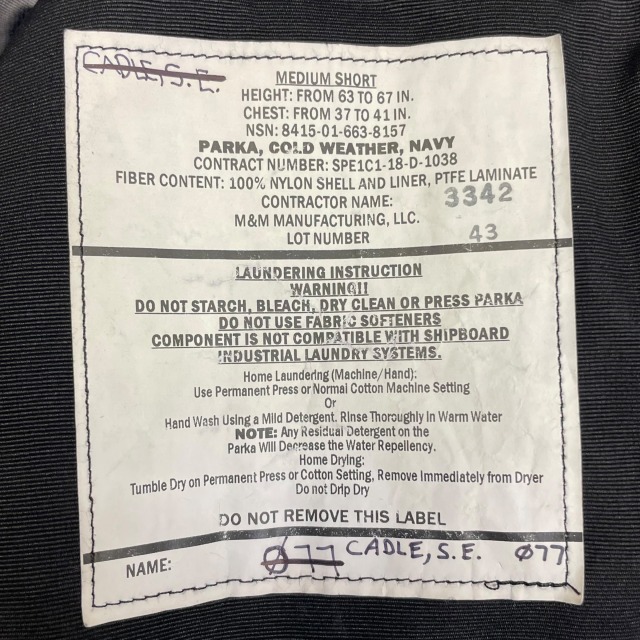 CADLE, S.E.
MEDIUM SHORT
HEIGHT: FROM 63 TO 67 IN.
CHEST: FROM 37 TO 41 IN.
NSN: 8415-01-663-8157
PARKA, COLD WEATHER, NAVY
CONTRACT NUMBER: SPE1C1-18-D-1038
FIBER CONTENT: 100% NYLON SHELL AND LINER, PTFE LAMINATE
CONTRACTOR NAME: 3342
M&M MANUFACTURING, LLC.
LOT NUMBER 43
LAUNDERING INSTRUCTION
WARNING!!
DO NOT STARCH, BLEACH, DRY CLEAN OR PRESS PARKA
DO NOT USE FABRIC SOFTENERS
COMPONENT IS NOT COMPATIBLE WITH SHIPBOARD
INDUSTRIAL LAUNDRY SYSTEMS.
Home Laundering (Machine/Hand):
Use Permanent Press or Normal Cotton Machine Setting
Or
Hand Wash Using a Mild Detergent. Rinse Thoroughly in Warm Water
NOTE: Any Residual Detergent on the
Parka Will Decrease the Water Repellency.
Home Drying:
Tumble Dry on Permanent Press or Cotton Setting, Remove Immediately from Dryer
Do not Drip Dry
DO NOT REMOVE THIS LABEL
NAME: Ø77 CADLE, S.E. Ø77